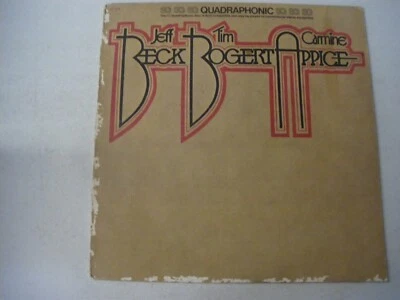 QUADRAPHONIC
Jeff Tim Carmine
BECK BOGERT APPICE